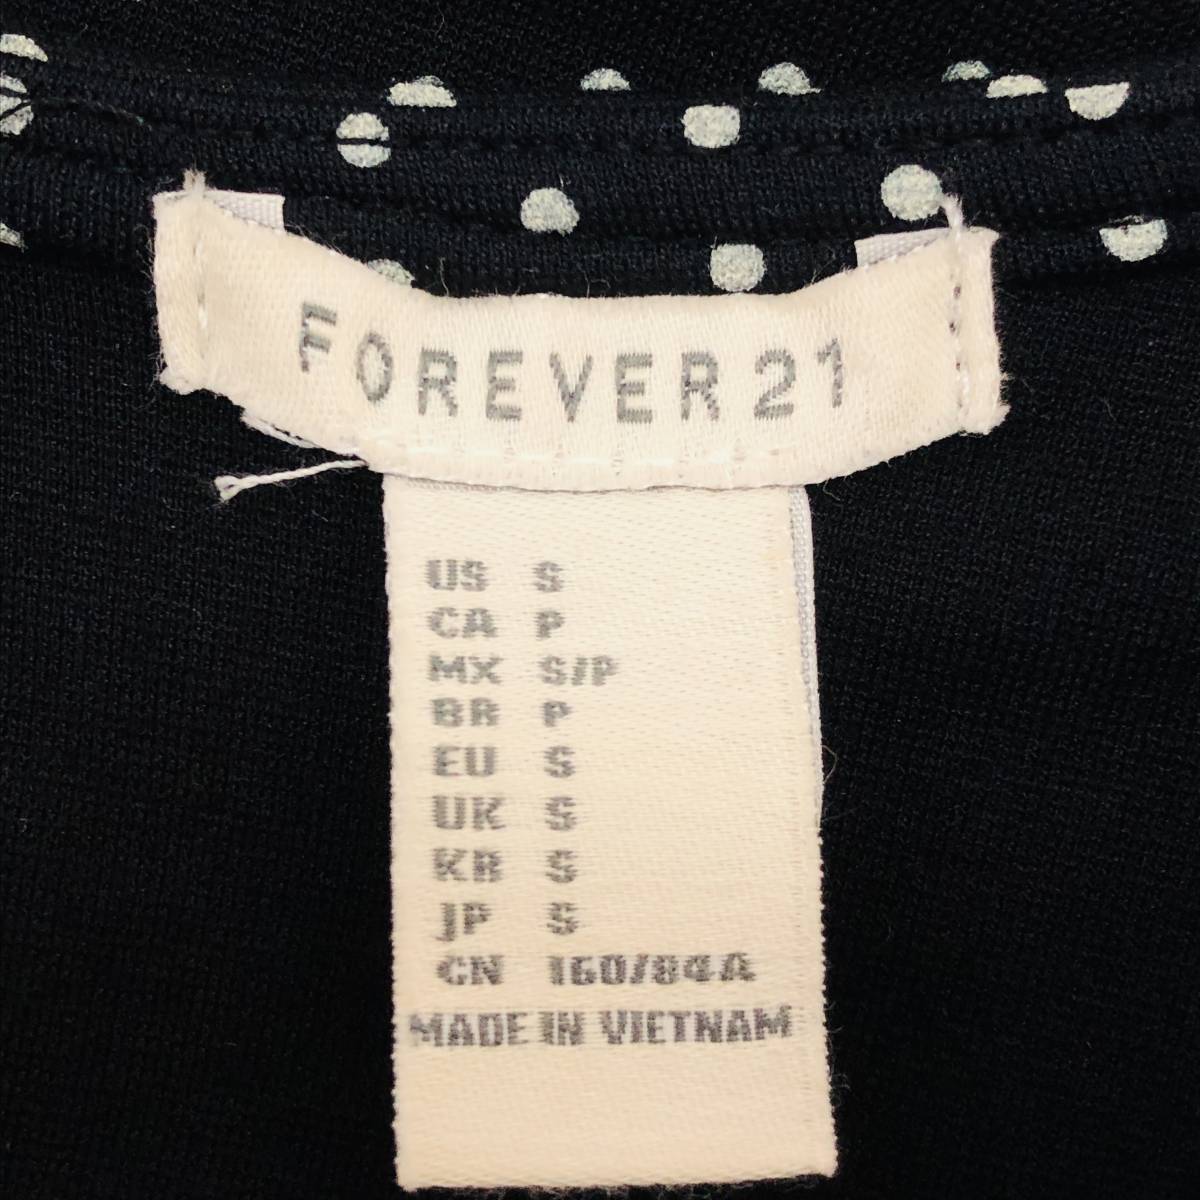 FOREVER 21
US S
CA P
MX S/P
BR P
EU S
UK S
KR S
JP S
CN 160/84A
MADE IN VIETNAM